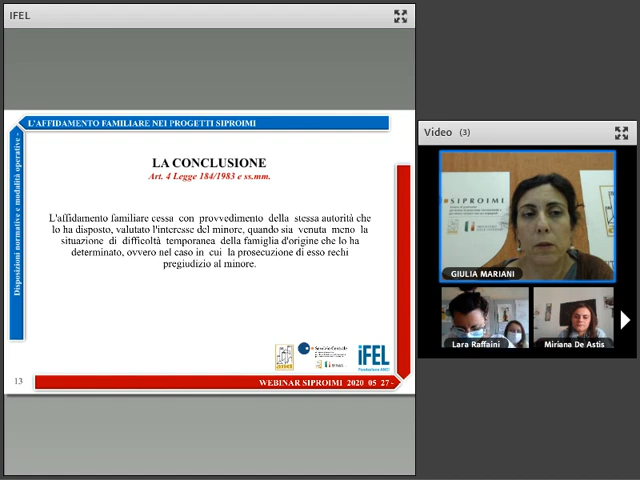 IFEL
L'AFFIDAMENTO FAMILIARE NEI PROGETTI SIPROIMI
Disposizioni normative e modalità operative -
LA CONCLUSIONE
Art. 4 Legge 184/1983 e ss.mm.
L'affidamento familiare cessa con provvedimento della stessa autorità che
lo ha disposto, valutato l'interesse del minore, quando sia venuta meno la
situazione di difficoltà temporanea della famiglia d'origine che lo ha
determinato, ovvero nel caso in cui la prosecuzione di esso rechi
pregiudizio al minore.
Servizio Centrale
iFEL
Fondazione ANCI
13
WEBINAR SIPROIMI 2020 05 27 -
Video (3)
#SIPROIMI
GIULIA MARIANI
Lara Raffaini
Miriana De Astis